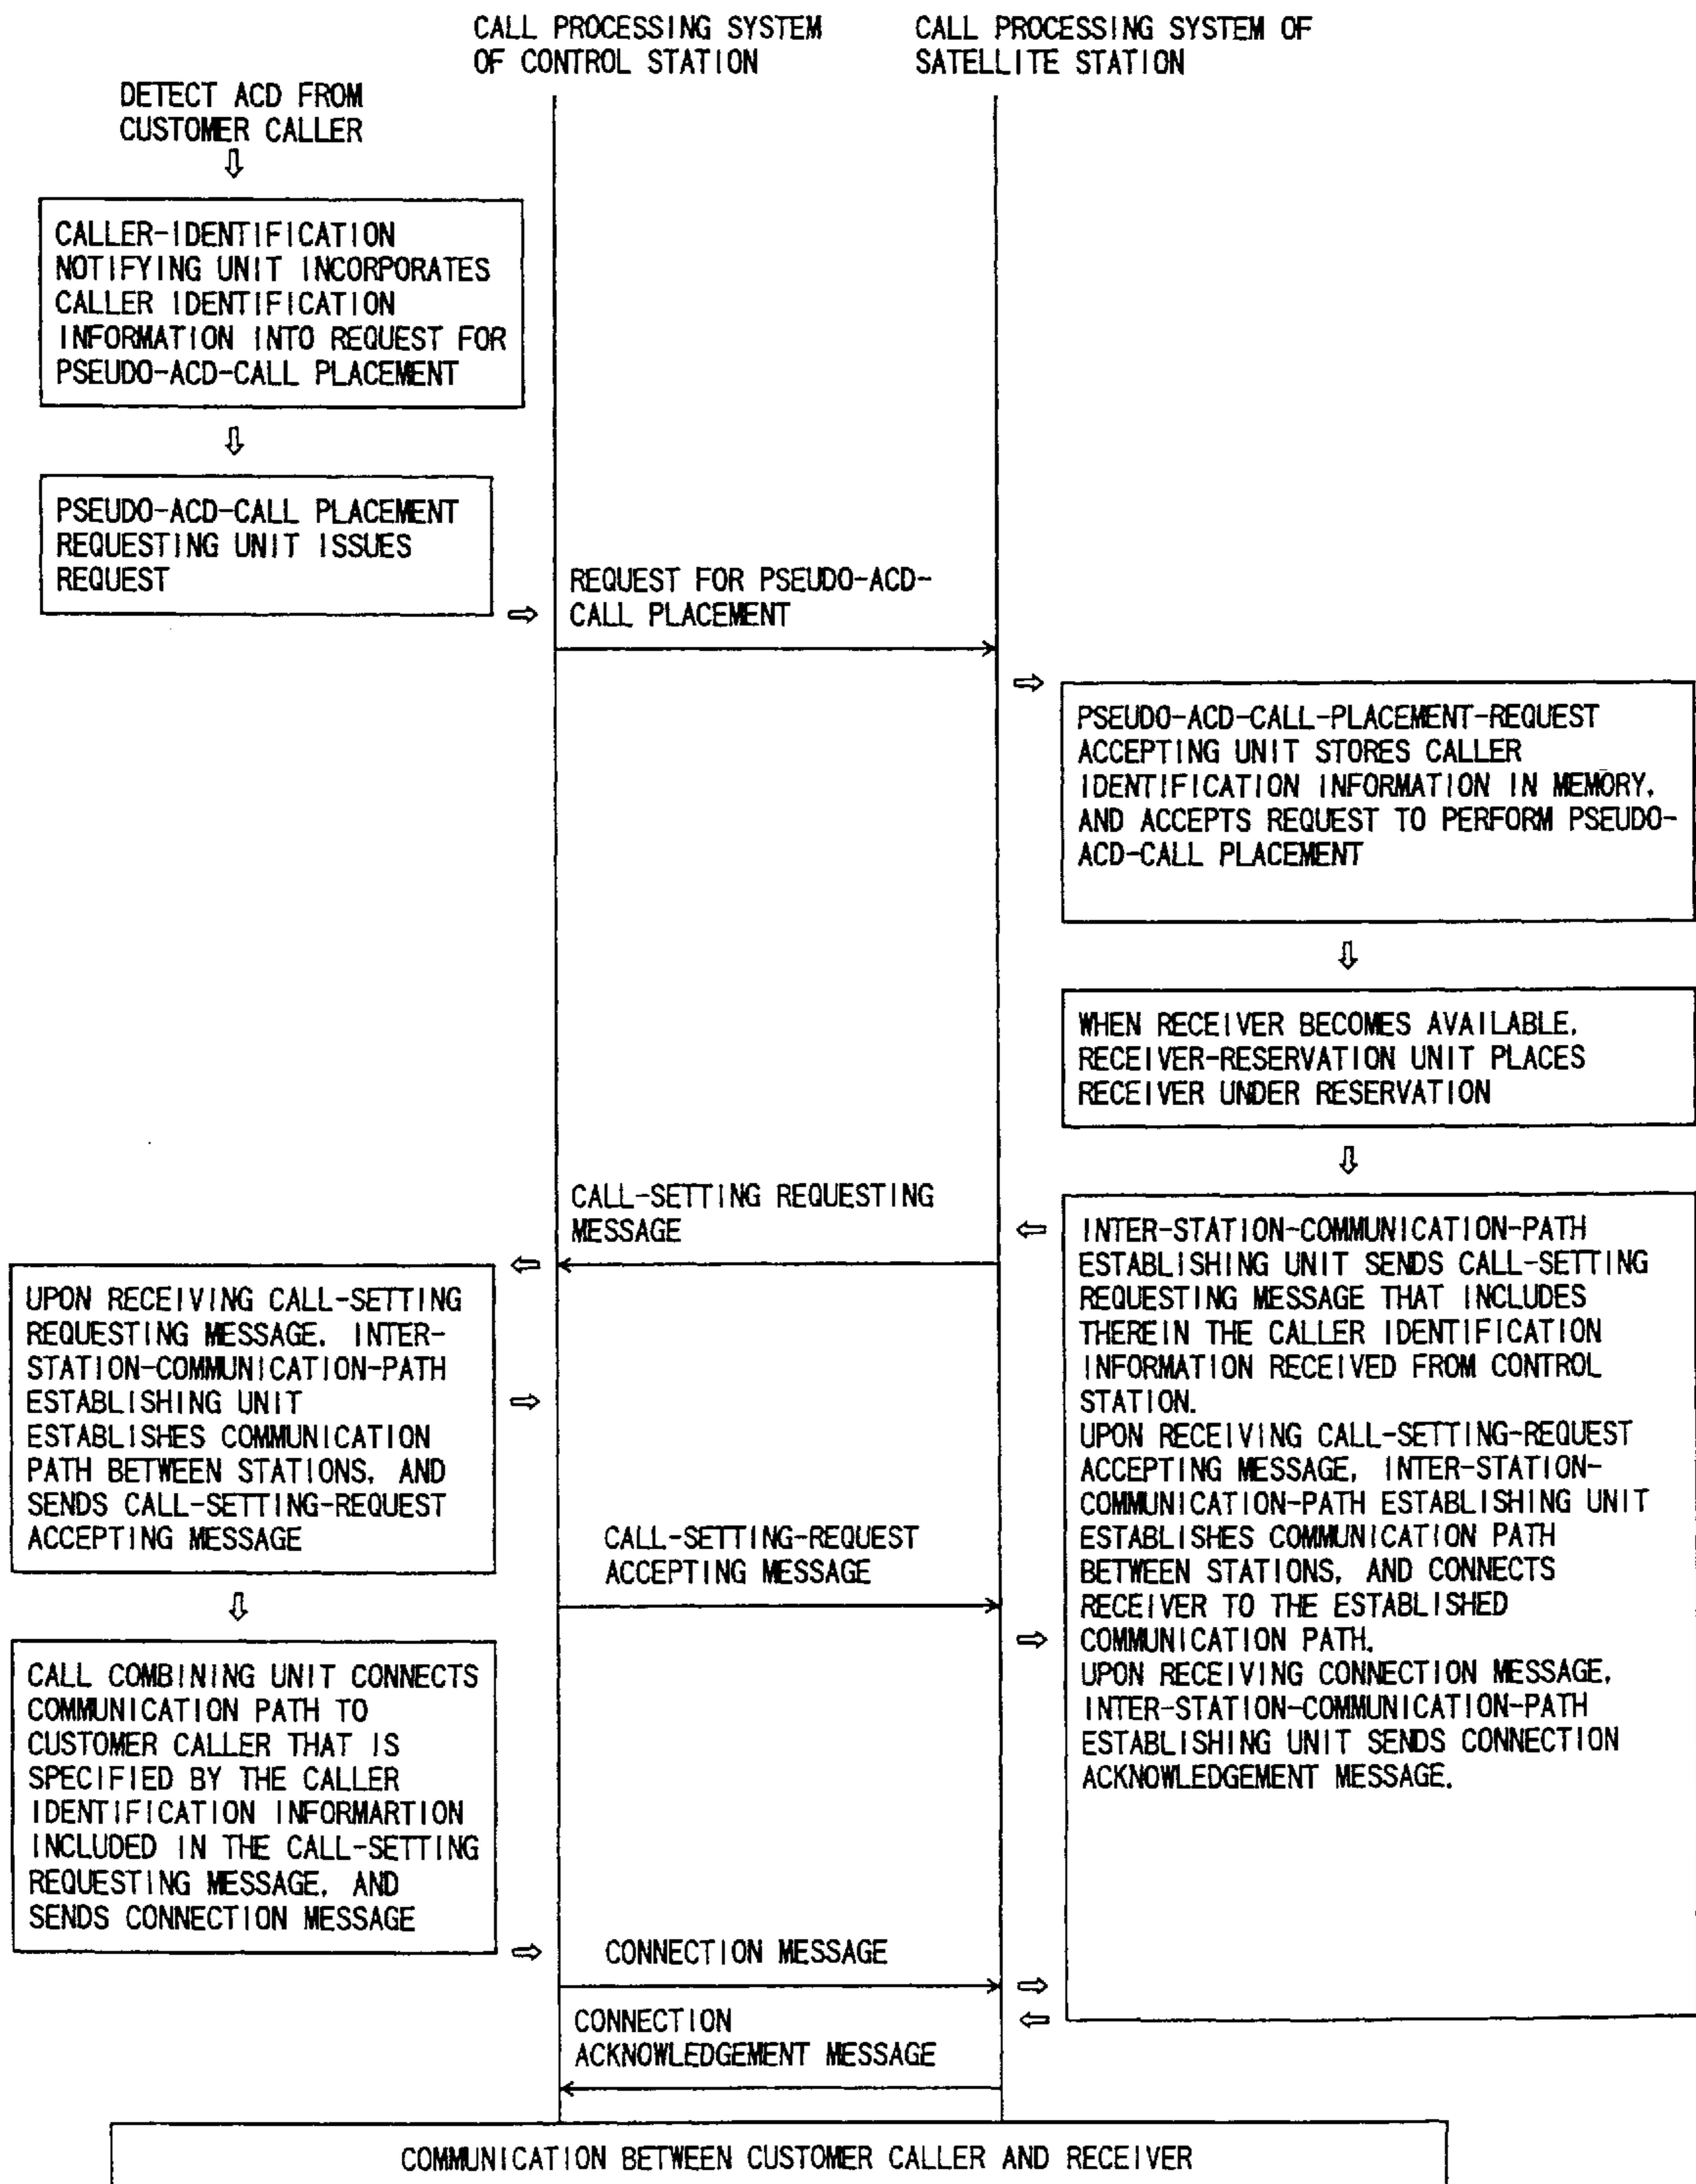 CALL PROCESSING SYSTEM
OF CONTROL STATION
CALL PROCESSING SYSTEM OF
SATELLITE STATION
DETECT ACD FROM
CUSTOMER CALLER
CALLER-IDENTIFICATION
NOTIFYING UNIT INCORPORATES
CALLER IDENTIFICATION
INFORMATION INTO REQUEST FOR
PSEUDO-ACD-CALL PLACEMENT
PSEUDO-ACD-CALL PLACEMENT
REQUESTING UNIT ISSUES
REQUEST
REQUEST FOR PSEUDO-ACD-
CALL PLACEMENT
PSEUDO-ACD-CALL-PLACEMENT-REQUEST
ACCEPTING UNIT STORES CALLER
IDENTIFICATION INFORMATION IN MEMORY,
AND ACCEPTS REQUEST TO PERFORM PSEUDO-
ACD-CALL PLACEMENT
WHEN RECEIVER BECOMES AVAILABLE,
RECEIVER-RESERVATION UNIT PLACES
RECEIVER UNDER RESERVATION
CALL-SETTING REQUESTING
MESSAGE
INTER-STATION-COMMUNICATION-PATH
ESTABLISHING UNIT SENDS CALL-SETTING
REQUESTING MESSAGE THAT INCLUDES
THEREIN THE CALLER IDENTIFICATION
INFORMATION RECEIVED FROM CONTROL
STATION.
UPON RECEIVING CALL-SETTING-REQUEST
ACCEPTING MESSAGE, INTER-STATION-
COMMUNICATION-PATH ESTABLISHING UNIT
ESTABLISHES COMMUNICATION PATH
BETWEEN STATIONS, AND CONNECTS
RECEIVER TO THE ESTABLISHED
COMMUNICATION PATH.
UPON RECEIVING CONNECTION MESSAGE,
INTER-STATION-COMMUNICATION-PATH
ESTABLISHING UNIT SENDS CONNECTION
ACKNOWLEDGEMENT MESSAGE.
UPON RECEIVING CALL-SETTING
REQUESTING MESSAGE, INTER-
STATION-COMMUNICATION-PATH
ESTABLISHING UNIT
ESTABLISHES COMMUNICATION
PATH BETWEEN STATIONS, AND
SENDS CALL-SETTING-REQUEST
ACCEPTING MESSAGE
CALL-SETTING-REQUEST
ACCEPTING MESSAGE
CALL COMBINING UNIT CONNECTS
COMMUNICATION PATH TO
CUSTOMER CALLER THAT IS
SPECIFIED BY THE CALLER
IDENTIFICATION INFORMARTION
INCLUDED IN THE CALL-SETTING
REQUESTING MESSAGE, AND
SENDS CONNECTION MESSAGE
CONNECTION MESSAGE
CONNECTION
ACKNOWLEDGEMENT MESSAGE
COMMUNICATION BETWEEN CUSTOMER CALLER AND RECEIVER